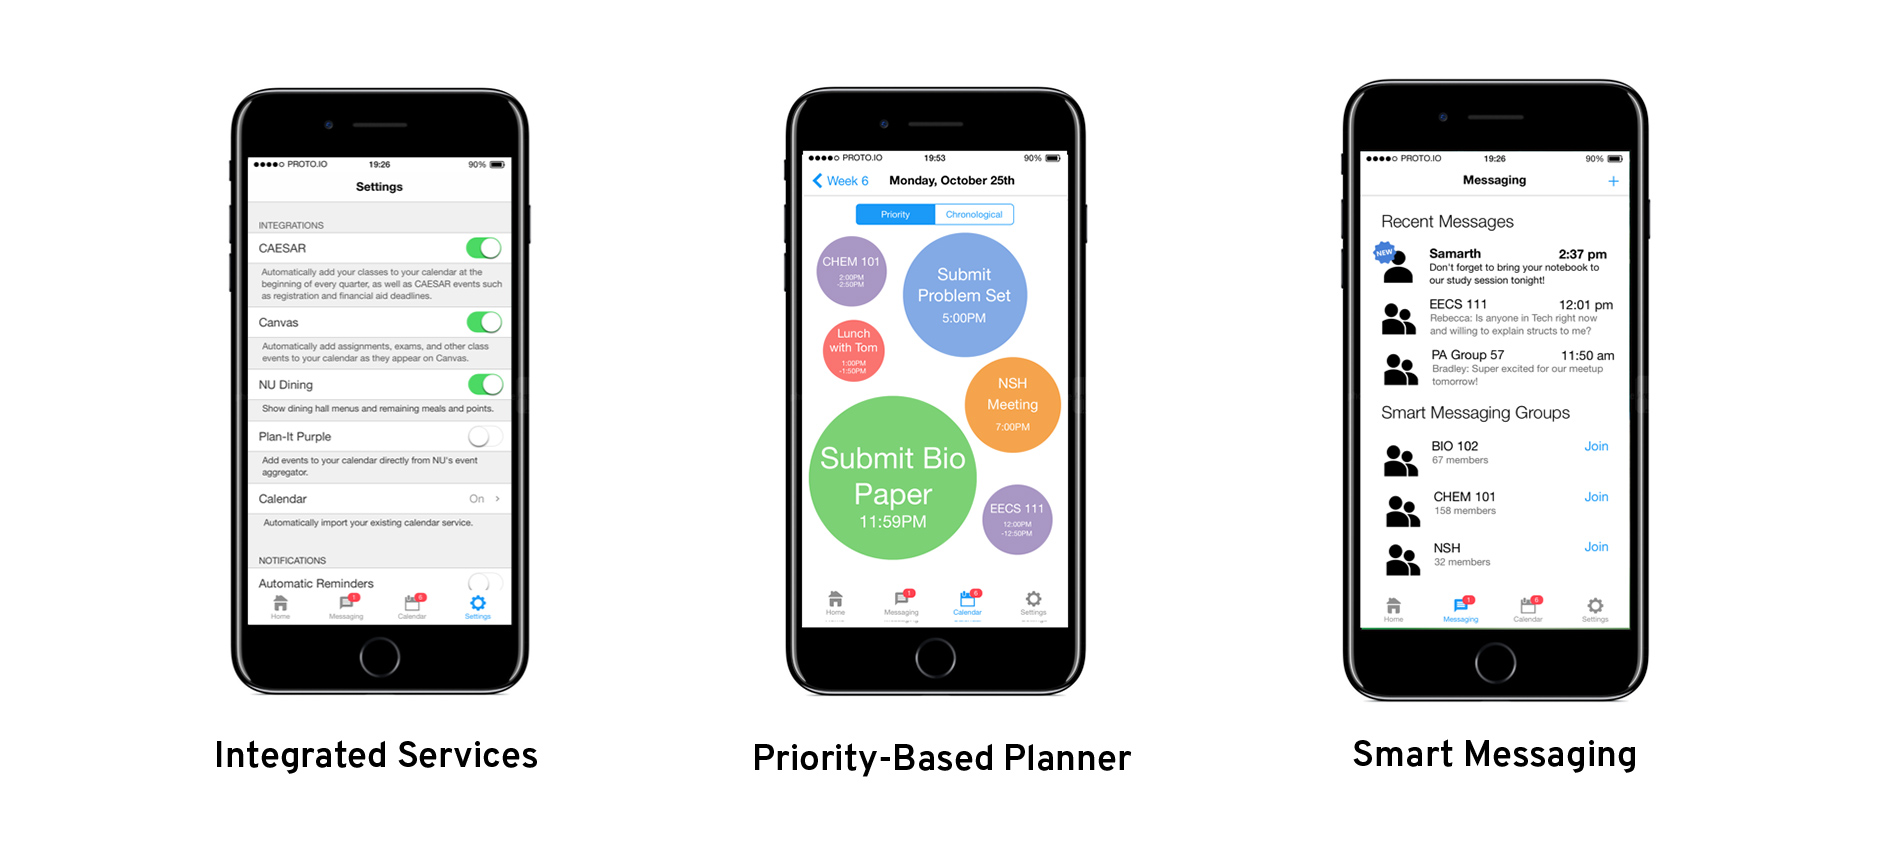 PROTO.IO 19:26 90%
Settings
INTEGRATIONS
CAESAR
Automatically add your classes to your calendar at the
beginning of every quarter, as well as CAESAR events such
as registration and financial aid deadlines.
Canvas
Automatically add assignments, exams, and other class
events to your calendar as they appear on Canvas.
NU Dining
Show dining hall menus and remaining meals and points.
Plan-It Purple
Add events to your calendar directly from NU's event
aggregator.
Calendar On >
Automatically import your existing calendar service.
NOTIFICATIONS
Automatic Reminders
1 6
Home Messaging Calendar Settings
Integrated Services
PROTO.IO 19:53 90%
Week 6 Monday, October 25th
Priority Chronological
CHEM 101
2:00PM
-2:50PM
Submit
Problem Set
5:00PM
Lunch
with Tom
1:00PM
-1:50PM
NSH
Meeting
7:00PM
Submit Bio
Paper
11:59PM
EECS 111
12:00PM
-12:50PM
1 6
Home Messaging Calendar Settings
Priority-Based Planner
PROTO.IO 19:26 90%
Messaging +
Recent Messages
NEW
Samarth 2:37 pm
Don't forget to bring your notebook to
our study session tonight!
EECS 111 12:01 pm
Rebecca: Is anyone in Tech right now
and willing to explain structs to me?
PA Group 57 11:50 am
Bradley: Super excited for our meetup
tomorrow!
Smart Messaging Groups
BIO 102 Join
67 members
CHEM 101 Join
158 members
NSH Join
32 members
1 6
Home Messaging Calendar Settings
Smart Messaging